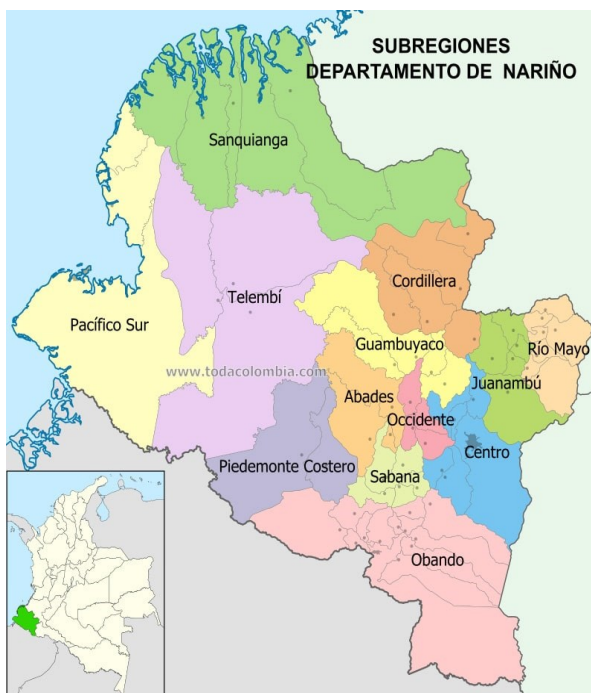 SUBREGIONES
DEPARTAMENTO DE NARIÑO
Sanquianga
Cordillera
Telembí
Pacífico Sur
Guambuyaco
Río Mayo
www.todacolombia.com
Juanambú
Abades
Occidente
Centro
Piedemonte Costero
Sabana
Obando